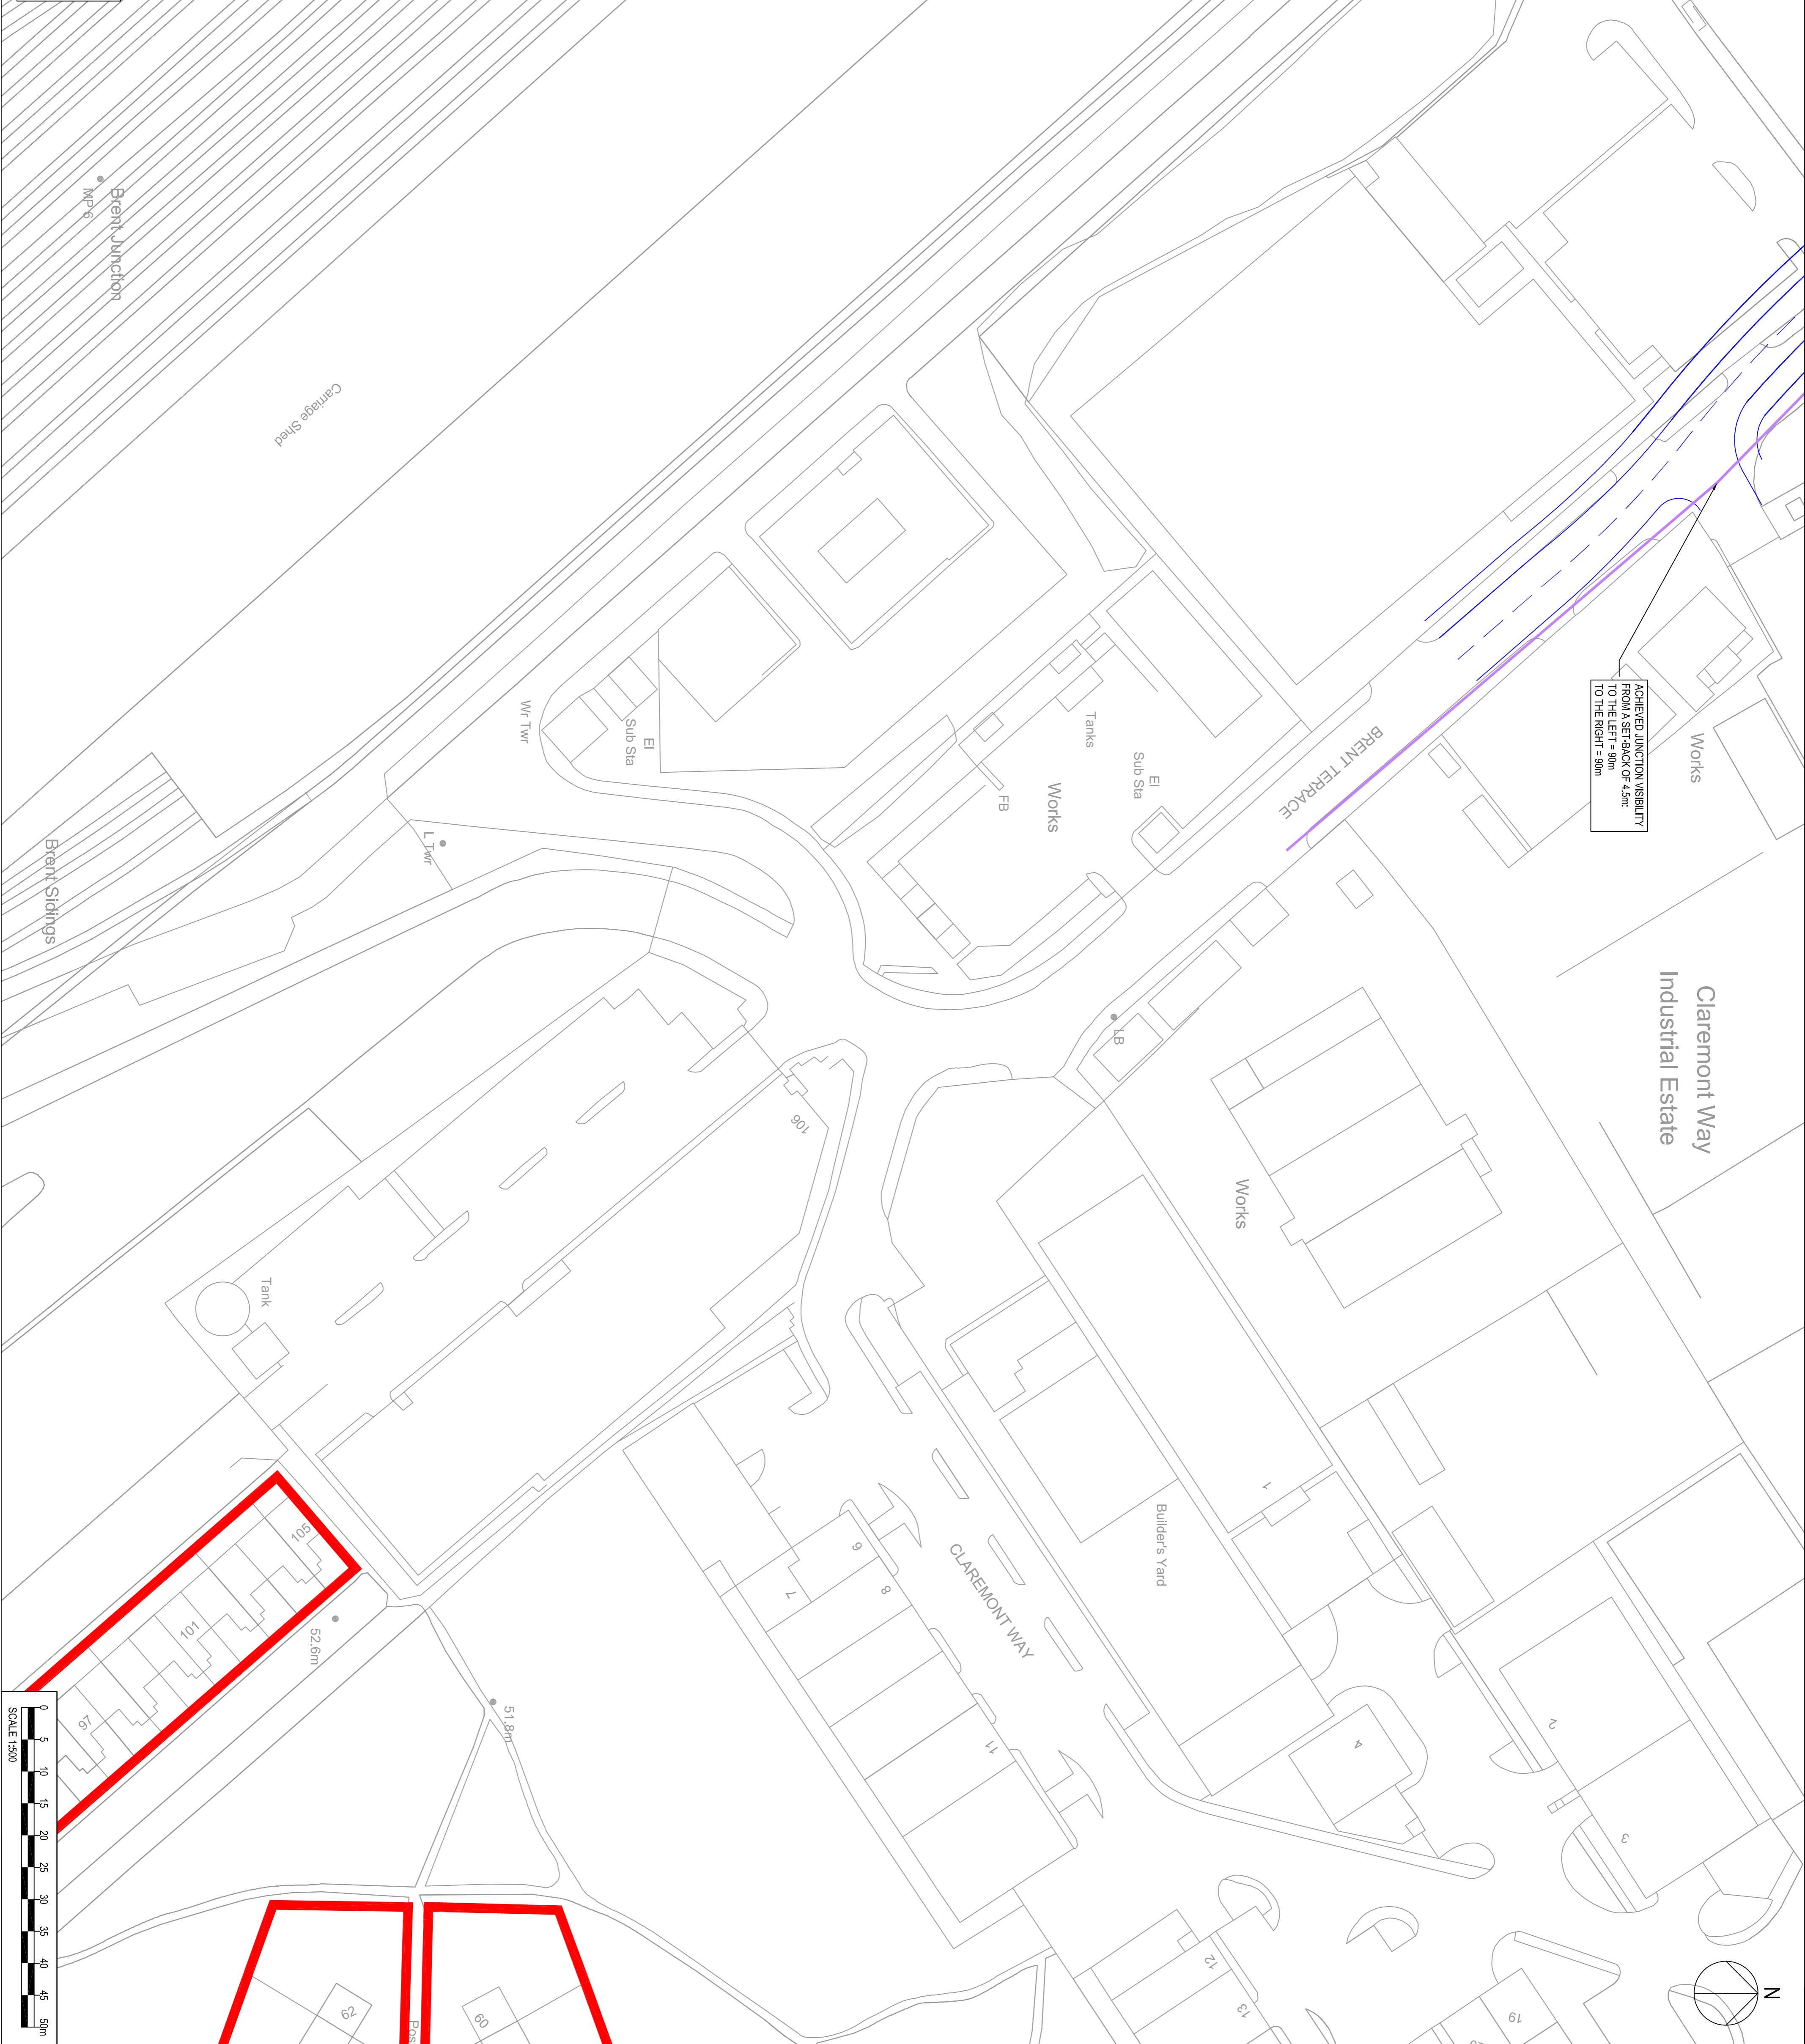 N
Claremont Way
Industrial Estate
Works
ACHIEVED JUNCTION VISIBILITY
FROM A SET-BACK OF 4.5m:
TO THE LEFT = 90m
TO THE RIGHT = 90m
BRENT TERRACE
El
Sub Sta
Tanks
Works
FB
El
Sub Sta
Wr Twr
L Twr
LB
Works
Brent Junction
MP 6
Carriage Shed
Brent Sidings
106
Tank
Builder's Yard
CLAREMONT WAY
1
2
3
4
7
8
9
11
12
13
19
105
101
97
52.6m
51.8m
62
60
Pos
0
5
10
15
20
25
30
35
40
45
50m
SCALE 1:500